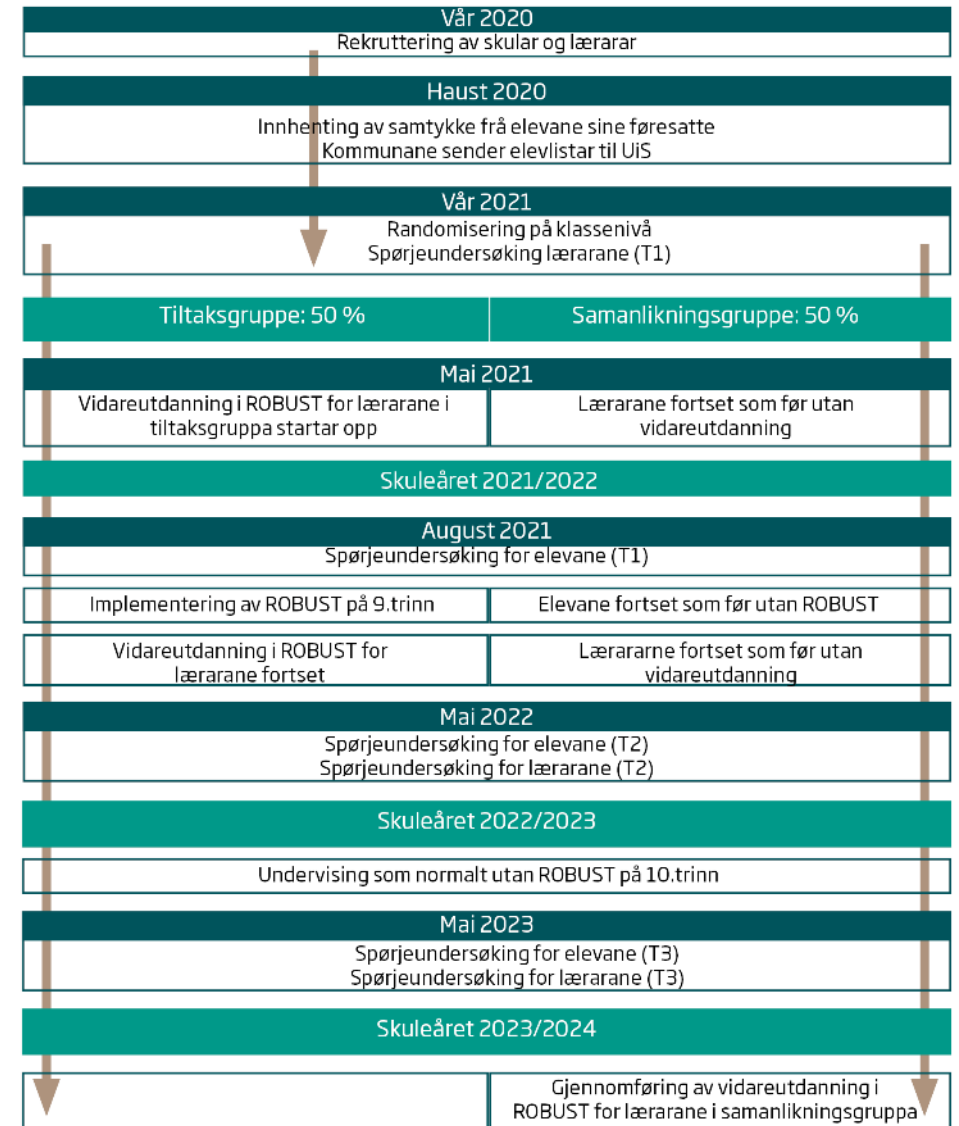 Vår 2020
Rekruttering av skular og lærarar
Haust 2020
Innhenting av samtykke frå elevane sine føresatte
Kommunane sender elevlistar til UiS
Vår 2021
Randomisering på klassenivå
Spørjeundersøking lærarane (T1)
Tiltaksgruppe: 50 %
Samanlikningsgruppe: 50 %
Mai 2021
Vidareutdanning i ROBUST for lærarane i
tiltaksgruppa startar opp
Lærarane fortset som før utan
vidareutdanning
Skuleåret 2021/2022
August 2021
Spørjeundersøking for elevane (T1)
Implementering av ROBUST på 9.trinn
Elevane fortset som før utan ROBUST
Vidareutdanning i ROBUST for
lærarane fortset
Lærararne fortset som før utan
vidareutdanning
Mai 2022
Spørjeundersøking for elevane (T2)
Spørjeundersøking for lærarane (T2)
Skuleåret 2022/2023
Undervising som normalt utan ROBUST på 10.trinn
Mai 2023
Spørjeundersøking for elevane (T3)
Spørjeundersøking for lærarane (T3)
Skuleåret 2023/2024
Gjennomføring av vidareutdanning i
ROBUST for lærarane i samanlikningsgruppa